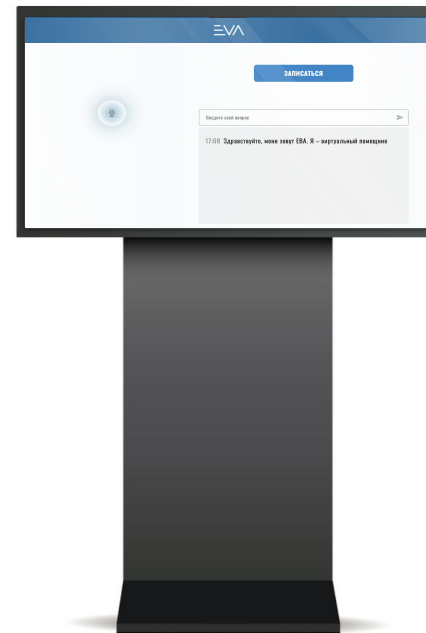 EVA
ЗАПИСАТЬСЯ
Введите свой вопрос
17:08 Здравствуйте, меня зовут ЕВА. Я – виртуальный помощник